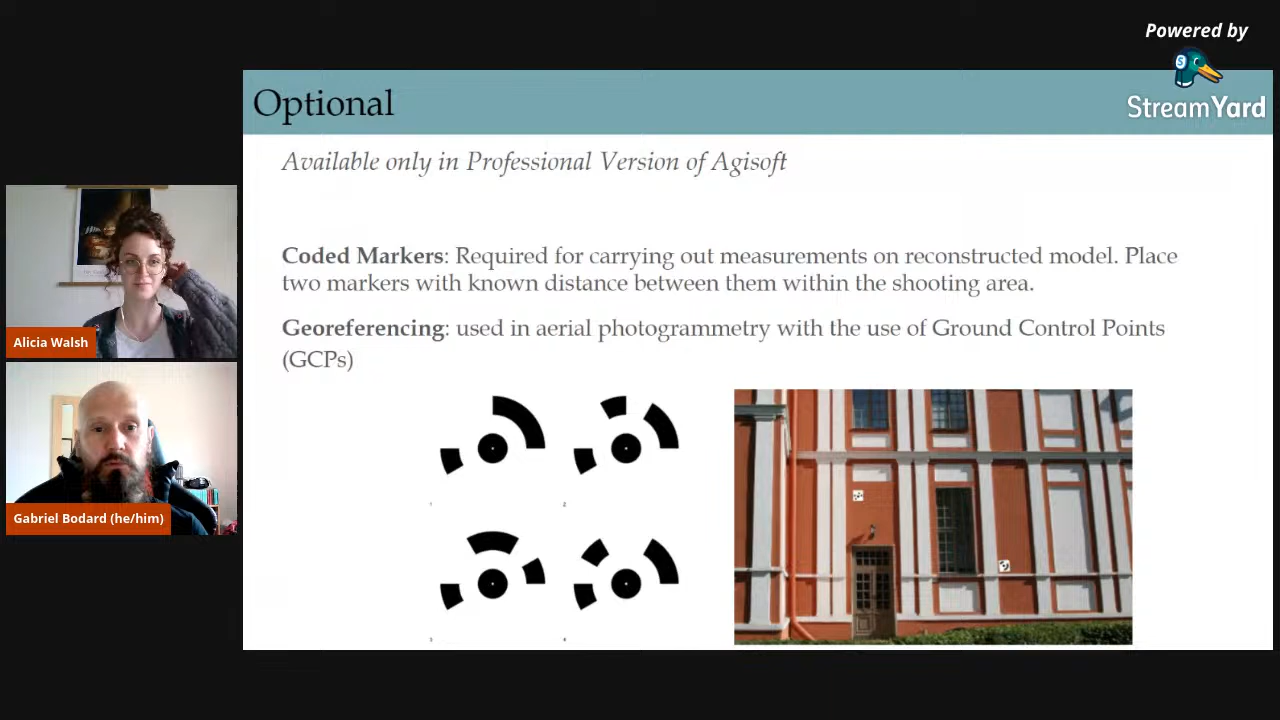 Powered by
StreamYard
Optional
Available only in Professional Version of Agisoft
Coded Markers: Required for carrying out measurements on reconstructed model. Place
two markers with known distance between them within the shooting area.
Georeferencing: used in aerial photogrammetry with the use of Ground Control Points
(GCPs)
Alicia Walsh
Gabriel Bodard (he/him)